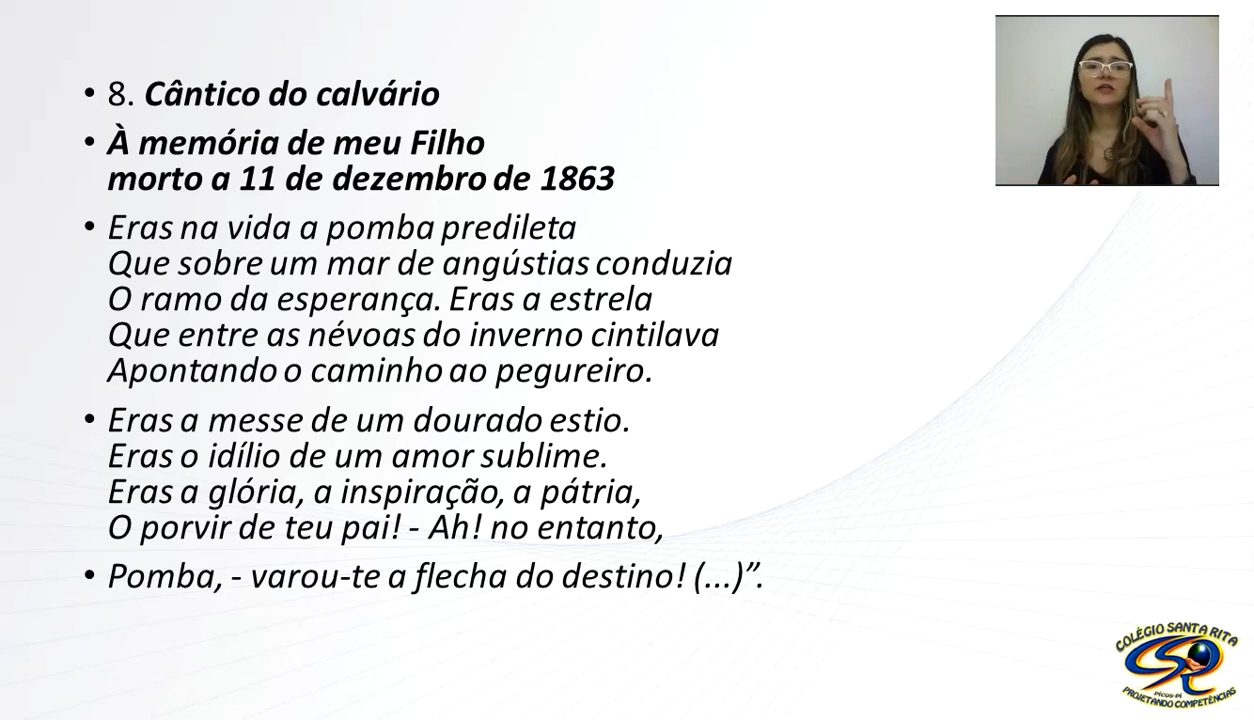 • 8. Cântico do calvário
• À memória de meu Filho
morto a 11 de dezembro de 1863
• Eras na vida a pomba predileta
Que sobre um mar de angústias conduzia
O ramo da esperança. Eras a estrela
Que entre as névoas do inverno cintilava
Apontando o caminho ao pegureiro.
• Eras a messe de um dourado estio.
Eras o idílio de um amor sublime.
Eras a glória, a inspiração, a pátria,
O porvir de teu pai! - Ah! no entanto,
• Pomba, - varou-te a flecha do destino! (...)”.
COLÉGIO SANTA RITA
CSR
PICOS-PI
PROJETANDO COMPETÊNCIAS